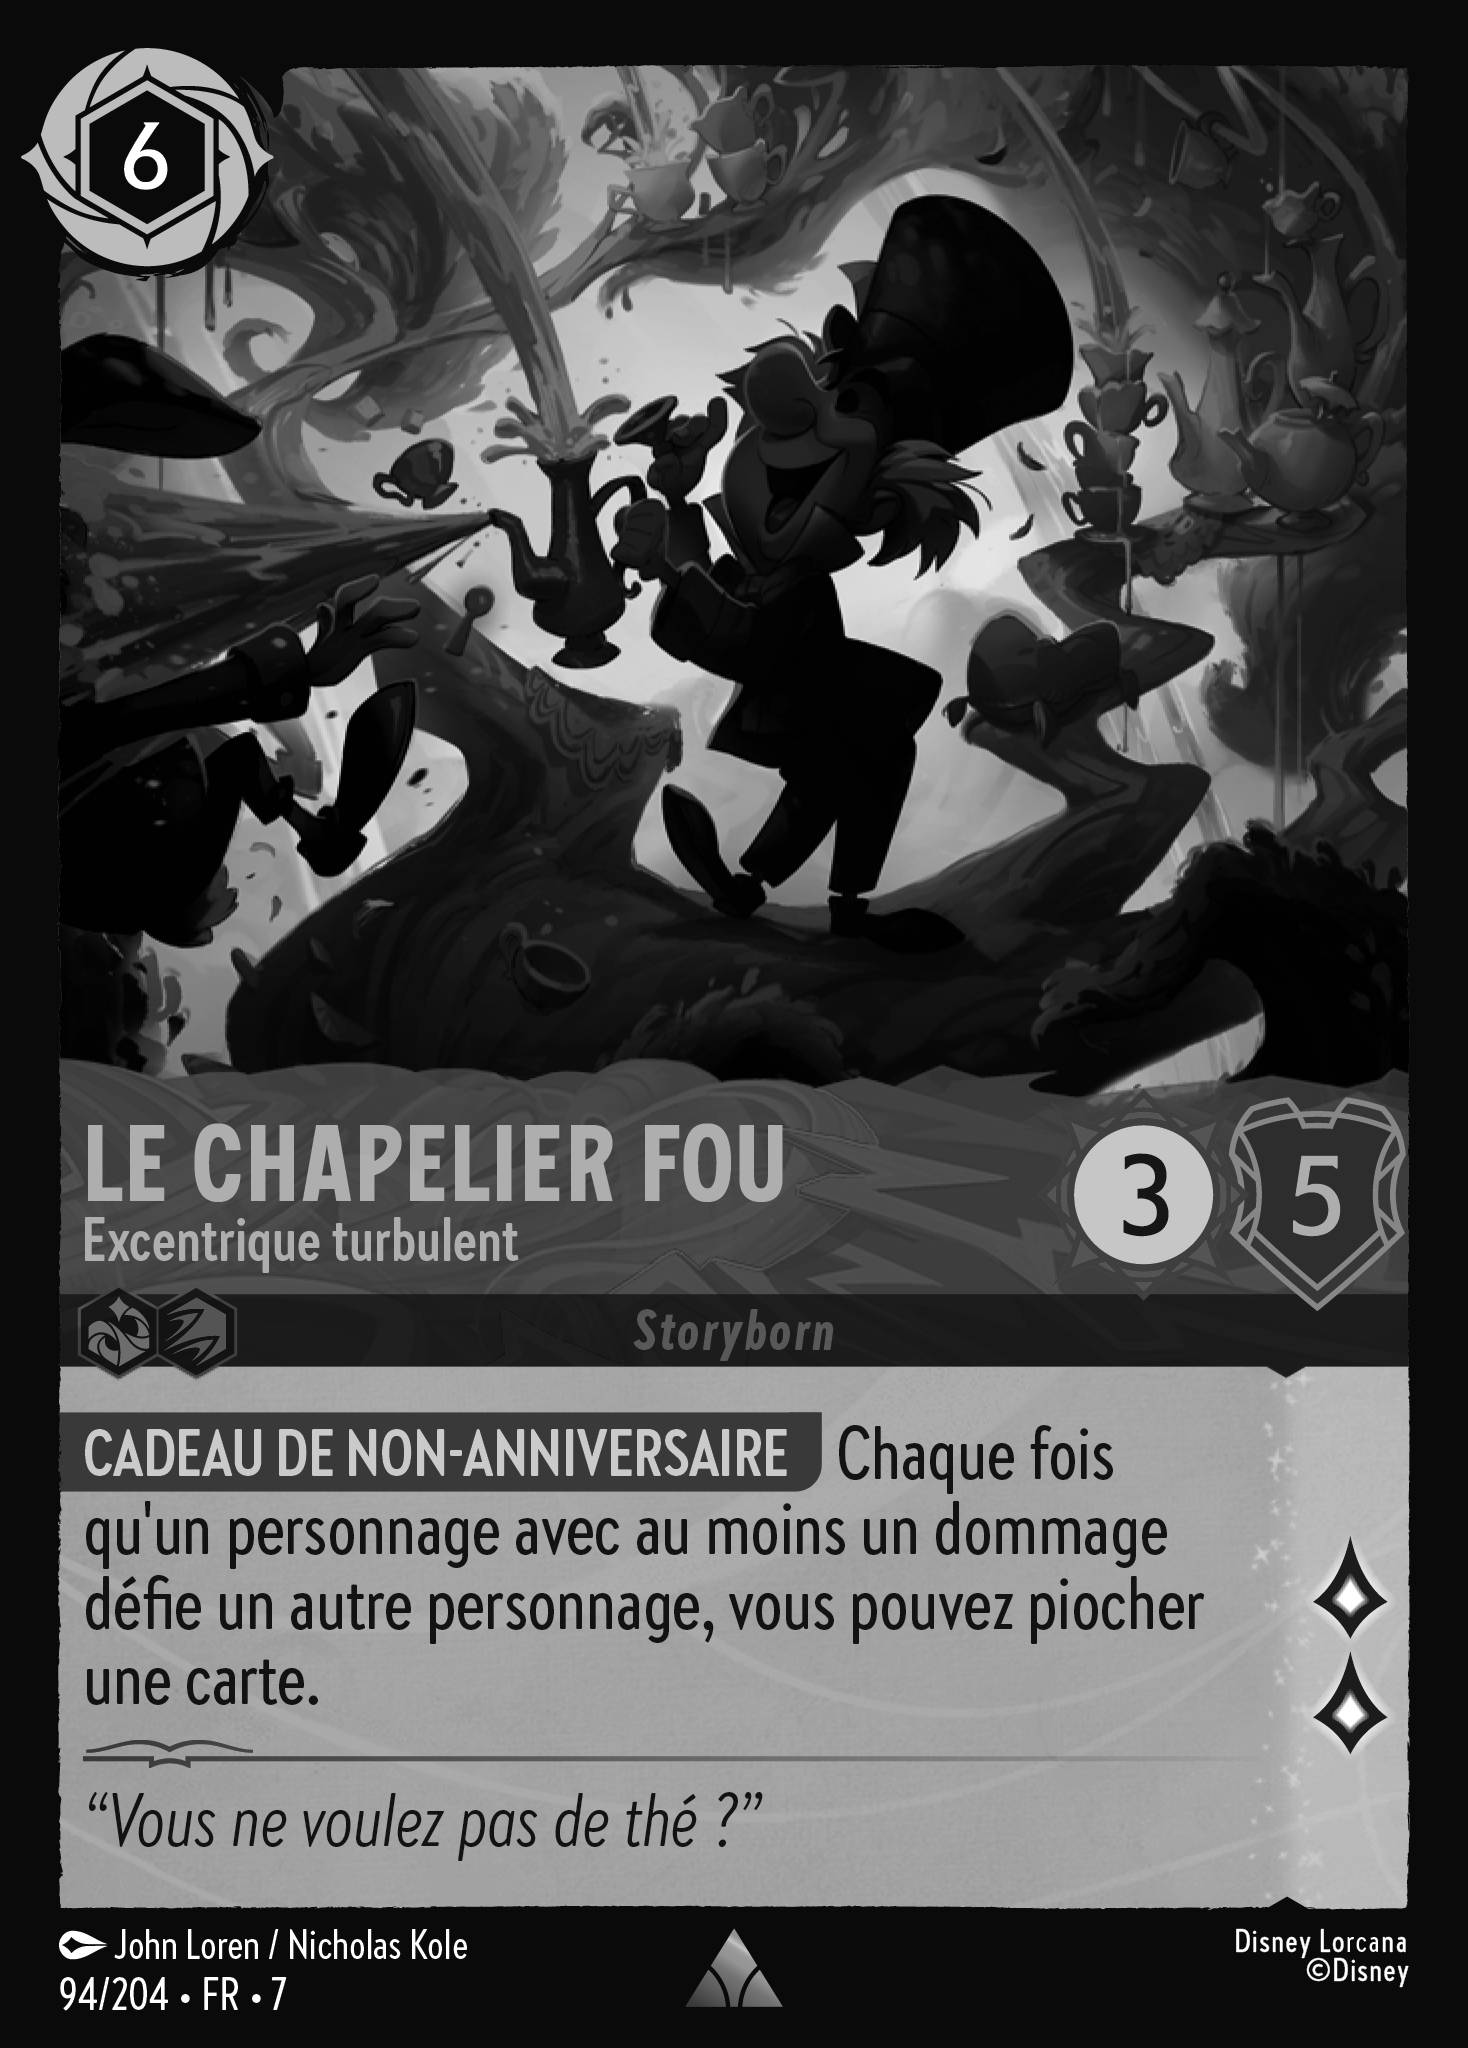 6
LE CHAPELIER FOU
Excentrique turbulent
3
5
Storyborn
CADEAU DE NON-ANNIVERSAIRE Chaque fois
qu'un personnage avec au moins un dommage
défie un autre personnage, vous pouvez piocher
une carte.
“Vous ne voulez pas de thé ?”
John Loren / Nicholas Kole
94/204 • FR • 7
Disney Lorcana
©Disney